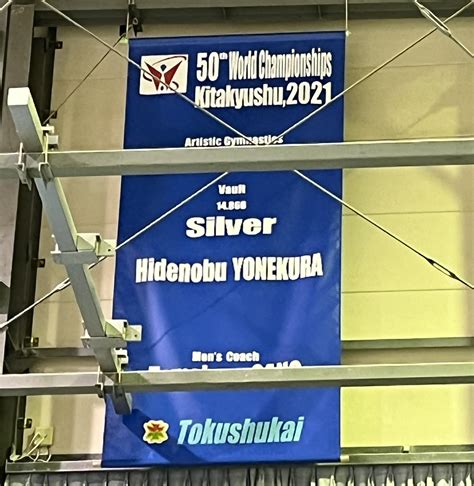 50th World Championships
Kitakyushu,2021
Artistic Gymnastics
Vault
14.866
Silver
Hidenobu YONEKURA
Men's Coach
Tokushukai